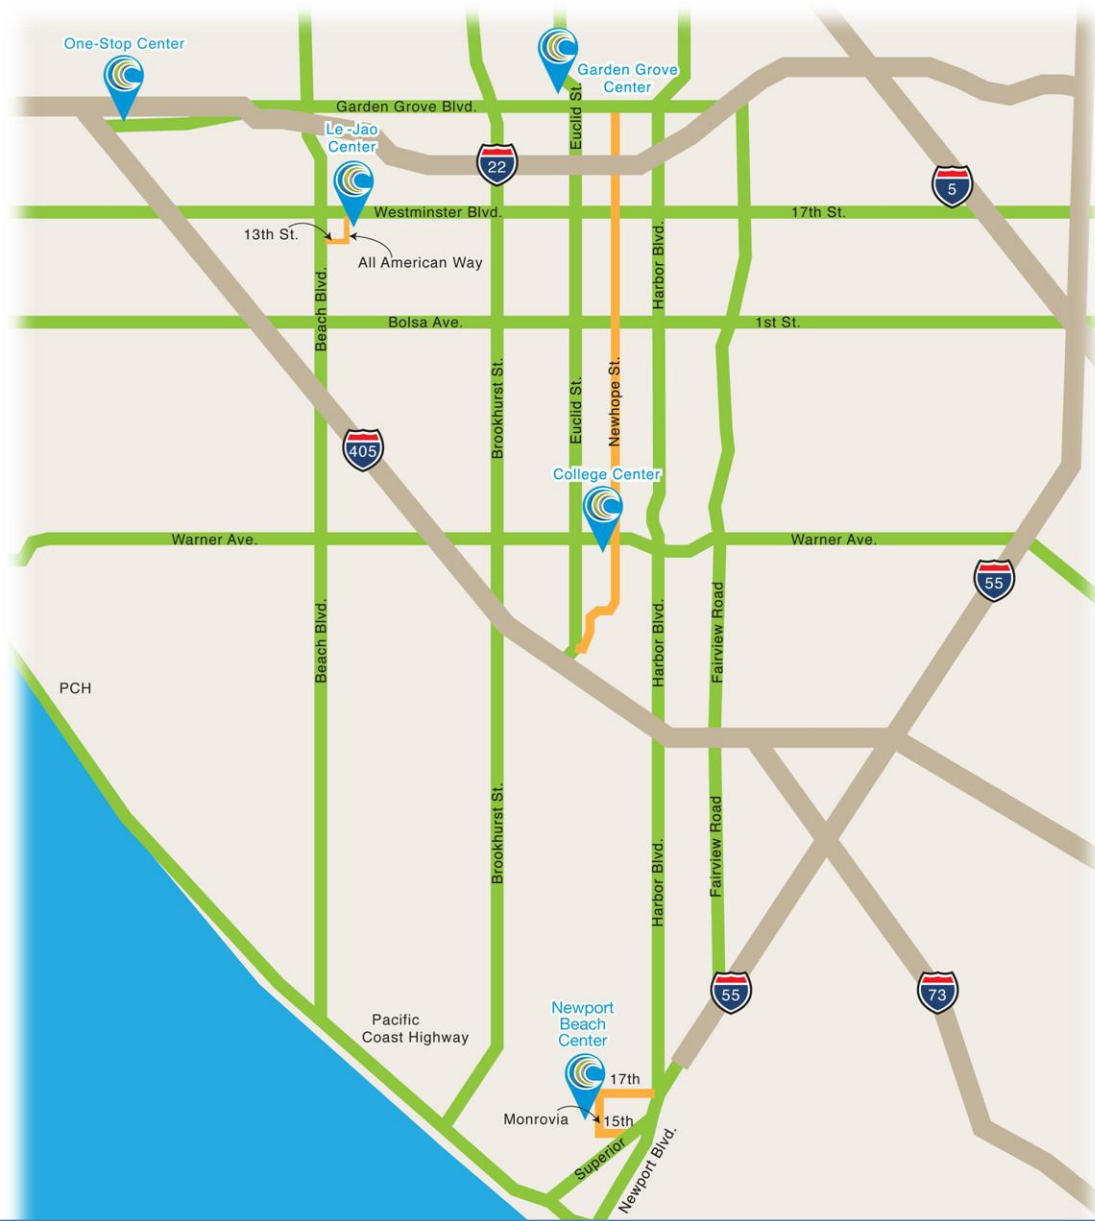 One-Stop Center
Garden Grove
Center
Garden Grove Blvd.
Euclid St.
Le-Jao
Center
22
5
Westminster Blvd.
17th St.
13th St.
All American Way
Harbor Blvd.
Beach Blvd.
Bolsa Ave.
1st St.
Brookhurst St.
Euclid St.
Newhope St.
405
College Center
Warner Ave.
Warner Ave.
55
Beach Blvd.
Harbor Blvd.
Fairview Road
PCH
Brookhurst St.
Harbor Blvd.
Fairview Road
55
73
Pacific
Coast Highway
Newport
Beach
Center
17th
Monrovia
15th
Superior
Newport Blvd.